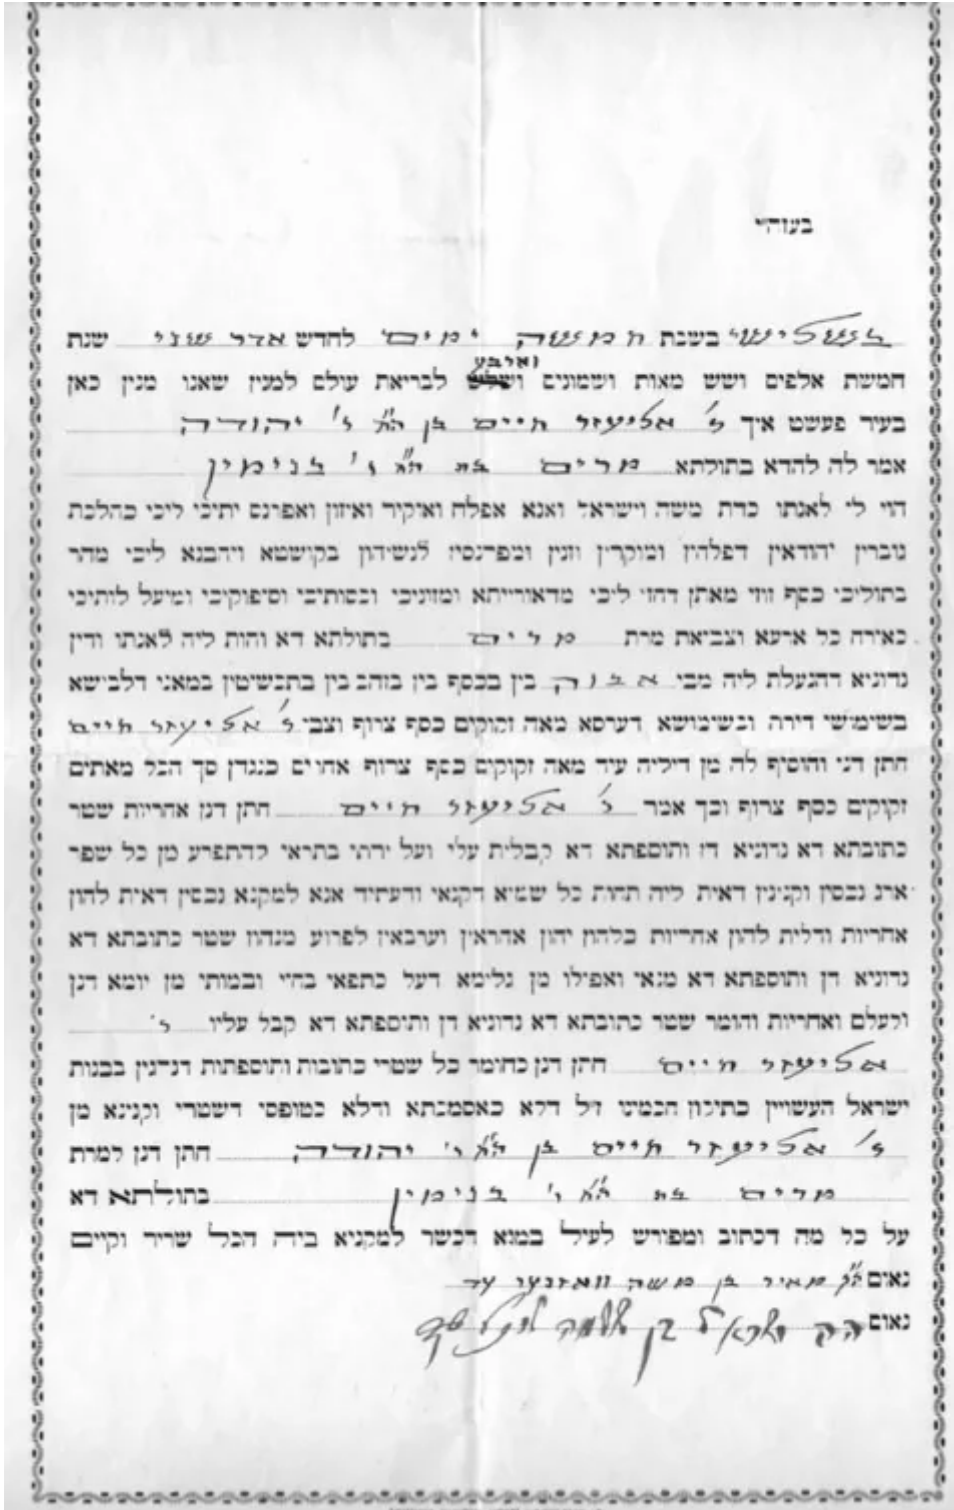 בעזה״י
בשלישי בשבת חמשה ימים לחדש אדר שני שנת
וארבע
חמשת אלפים ושש מאות ושמונים ושלש לבריאת עולם למנין שאנו מנין כאן
בעיר פעשט איך ר' אליעזר חיים בן הר״ר ר' יהודה
אמר לה להדא בתולתא מרים בת ר' בנימין
הוי לי לאנתו כדת משה וישראל ואנא אפלח ואוקיר ואיזון ואפרנס יתיכי ליכי כהלכת
גוברין יהודאין דפלחין ומוקרין וזנין ומפרנסין לנשיהון בקושטא ויהבנא ליכי מהר
בתוליכי כסף זוזי מאתן דחזי ליכי מדאורייתא ומזוניכי וכסותיכי וסיפוקיכי ומיעל לותיכי
כאורח כל ארעא וצביאת מרת מרים בתולתא דא והות ליה לאנתו ודין
נדוניא דהנעלת ליה מבי אבוה בין בכסף בין בזהב בין בתכשיטין במאני דלבושא
בשימושי דירה ובשימושא דערסא מאה זקוקים כסף צרוף וצבי ר' אליעזר חיים
חתן דנן והוסיף לה מן דיליה עוד מאה זקוקים כסף צרוף אחרים כנגדן סך הכל מאתים
זקוקים כסף צרוף וכך אמר ר' אליעזר חיים חתן דנן אחריות שטר
כתובתא דא נדוניא דן ותוספתא דא קבלית עלי ועל ירתי בתראי להתפרע מן כל שפר
ארג נכסין וקנינין דאית ליה תחות כל שמיא דקנאי ודעתיד אנא למקנא נכסין דאית להון
אחריות ודלית להון אחריות כלהון יהון אחראין וערבאין לפרוע מנהון שטר כתובתא דא
נדוניא דן ותוספתא דא מנאי ואפילו מן גלימא דעל כתפאי בחיי ובמותי מן יומא דנן
ולעלם ואחריות וחומר שטר כתובתא דא נדוניא דן ותוספתא דא קבל עליו ר'
אליעזר חיים חתן דנן כחומר כל שטרי כתובות ותוספתות דנהגין בבנות
ישראל העשויין כתיקון חכמינו ז״ל דלא כאסמכתא ודלא כטופסי דשטרי וקנינא מן
ר' אליעזר חיים בן ר' יהודה חתן דנן למרת
מרים בת ר' בנימין בתולתא דא
על כל מה דכתוב ומפורש לעיל במנא דכשר למקניא ביה הכל שריר וקיים
נאום מאיר בן משה וואזנער עד
נאום הק ישראל בן שלמה עד